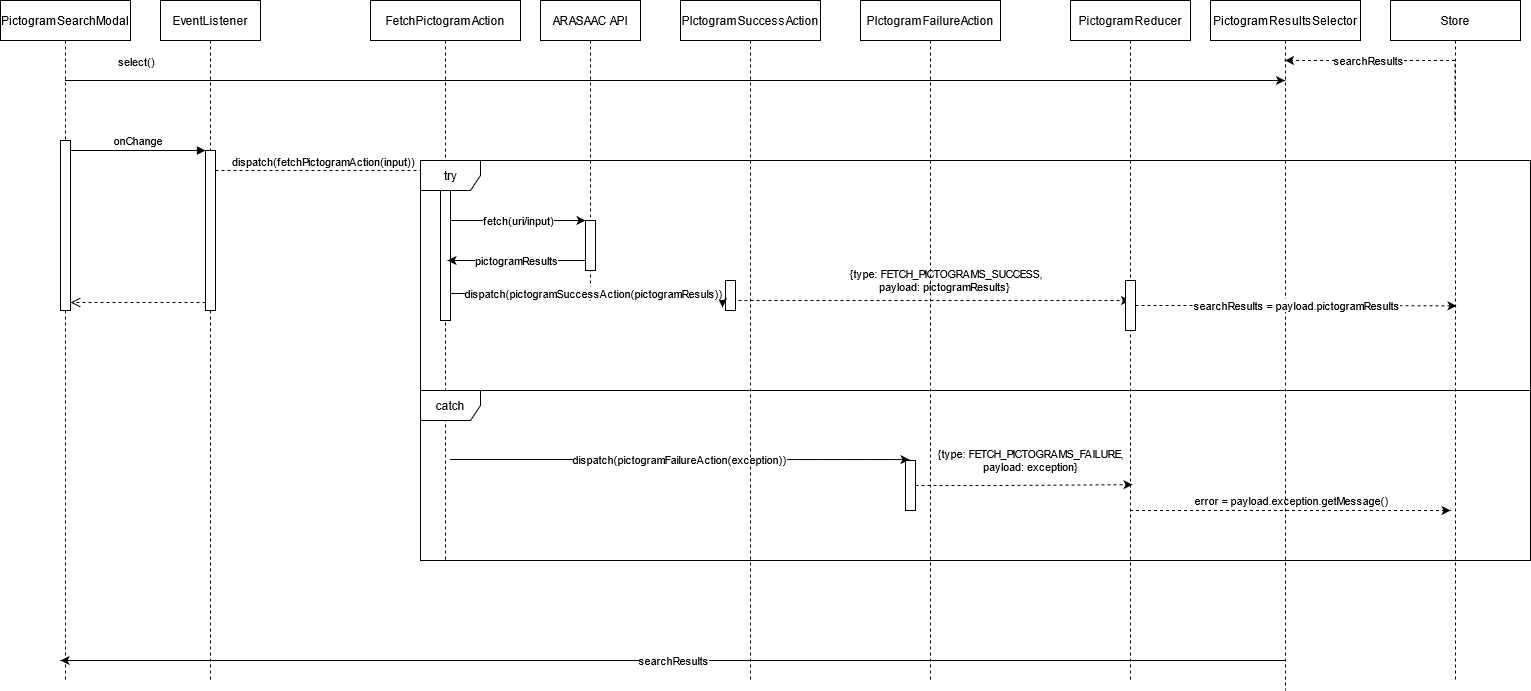 PictogramSearchModal
EventListener
FetchPictogramAction
ARASAAC API
PIctogramSuccessAction
PIctogramFailureAction
PictogramReducer
PictogramResultsSelector
Store
select()
searchResults
onChange
dispatch(fetchPictogramAction(input))
try
fetch(uri/input)
pictogramResults
{type: FETCH_PICTOGRAMS_SUCCESS,
payload: pictogramResults}
dispatch(pictogramSuccessAction(pictogramResuls))
searchResults = payload.pictogramResults
catch
{type: FETCH_PICTOGRAMS_FAILURE,
payload: exception}
dispatch(pictogramFailureAction(exception))
error = payload.exception.getMessage()
searchResults